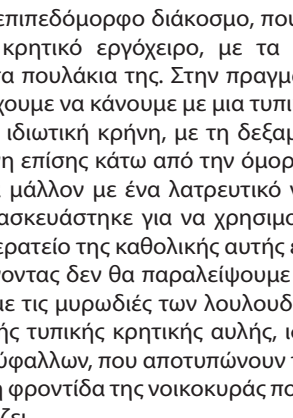 επιπεδόμορφο διάκοσμο, που
κρητικό εργόχειρο, με τα
τα πουλάκια της. Στην πραγμ
χουμε να κάνουμε με μια τυπι
ιδιωτική κρήνη, με τη δεξαμ
η επίσης κάτω από την όμορ
μάλλον με ένα λατρευτικό
ασκευάστηκε για να χρησιμο
ερατείο της καθολικής αυτής
νοντας δεν θα παραλείψουμε
με τις μυρωδιές των λουλουδ
ής τυπικής κρητικής αυλής, ι
ύφαλλων, που αποτυπώνουν
η φροντίδα της νοικοκυράς πο
ζει